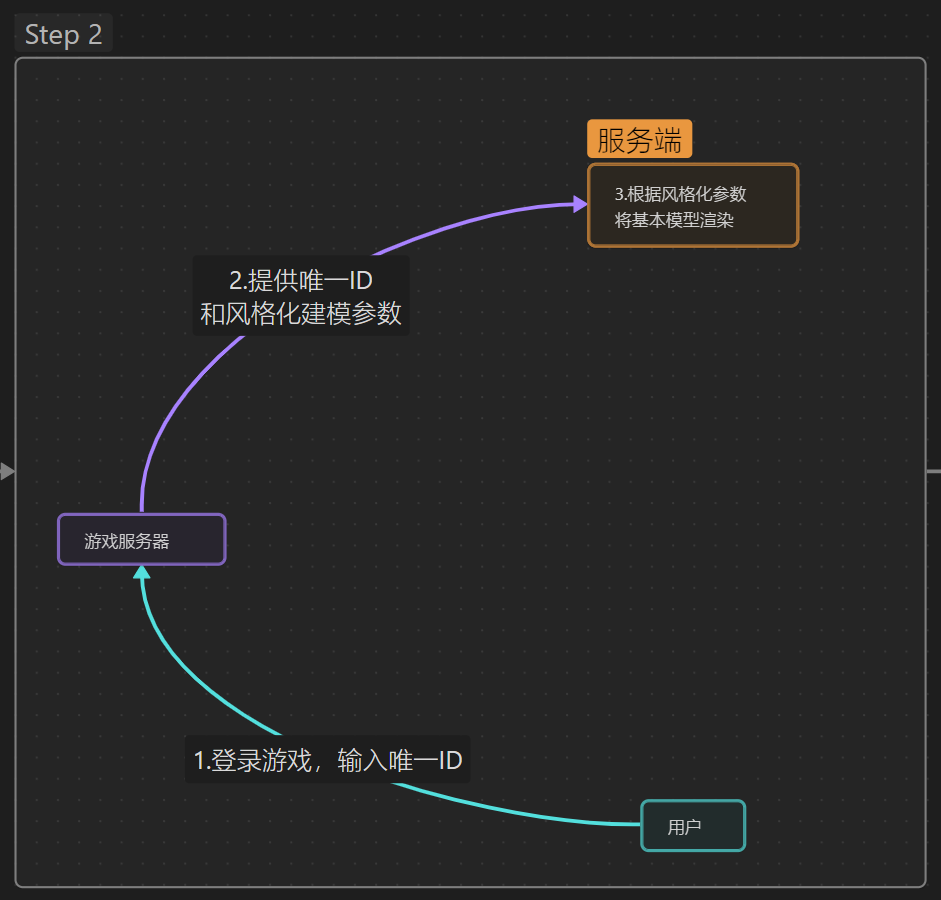 Step 2
服务端
3.根据风格化参数
将基本模型渲染
2.提供唯一ID
和风格化建模参数
游戏服务器
1.登录游戏，输入唯一ID
用户